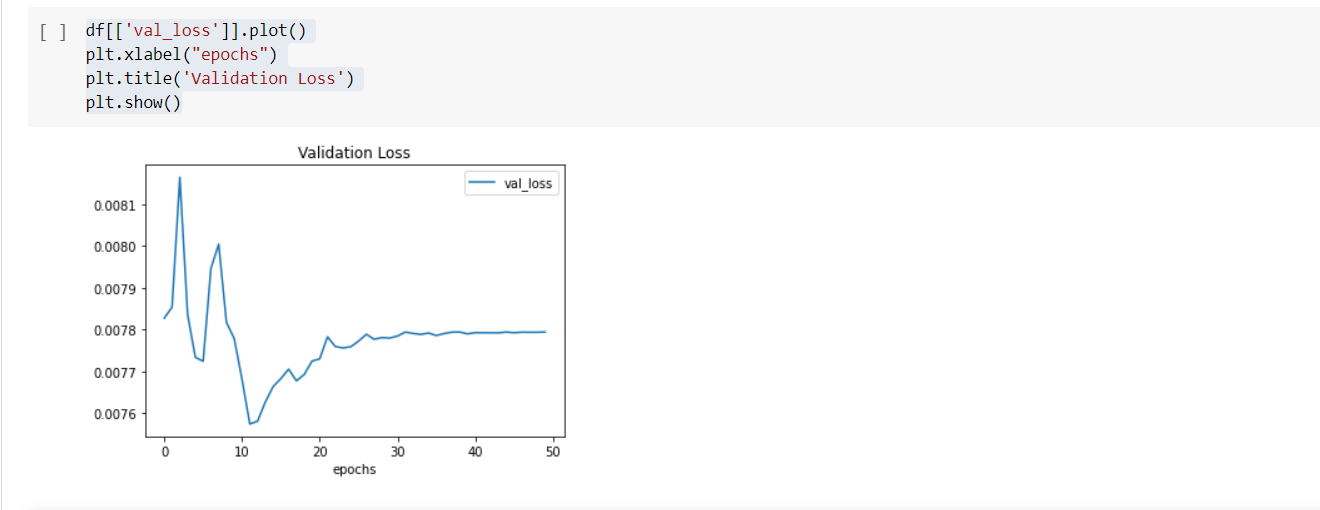 [ ]
df[['val_loss']].plot()
plt.xlabel("epochs")
plt.title('Validation Loss')
plt.show()
Validation Loss
val_loss
0.0081
0.0080
0.0079
0.0078
0.0077
0.0076
0 10 20 30 40 50
epochs